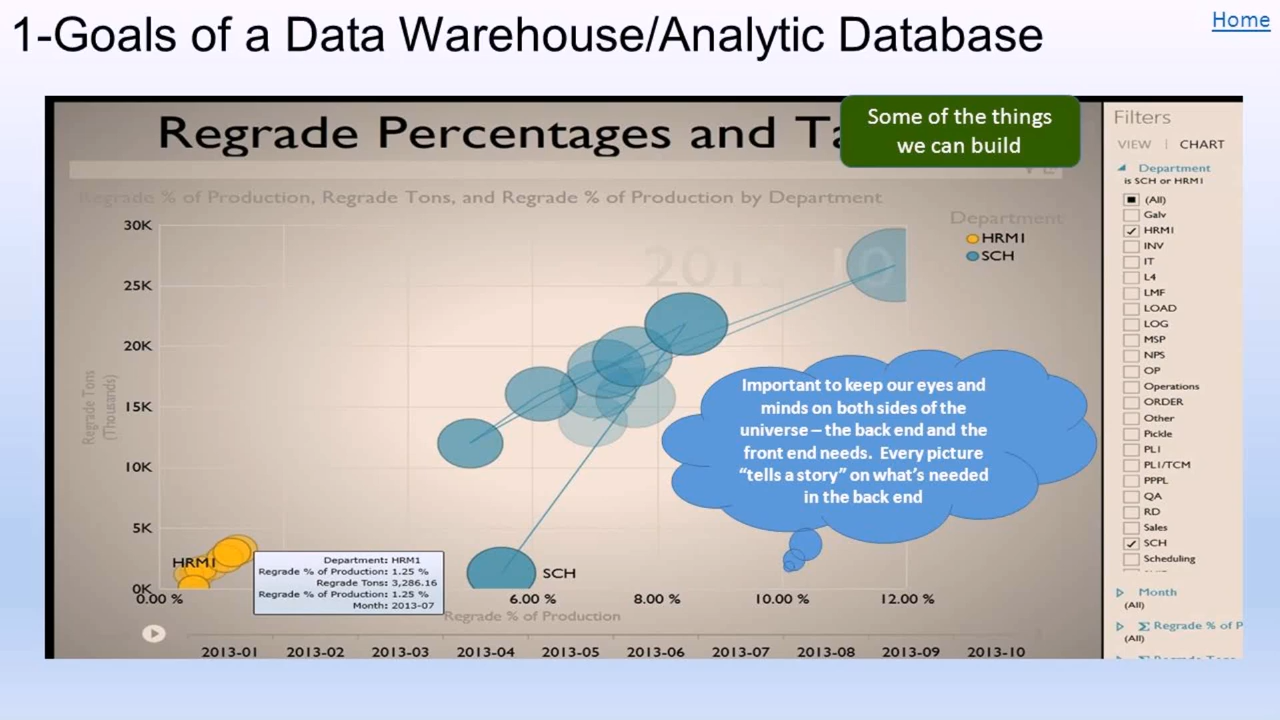 1-Goals of a Data Warehouse/Analytic Database
Home
Regrade Percentages and
Some of the things
we can build
Regrade % of Production, Regrade Tons, and Regrade % of Production by Department
Department
HRM1
SCH
30K
25K
20K
15K
10K
5K
0K
Regrade Tons
(Thousands)
HRM1
SCH
Department: HRM1
Regrade % of Production: 1.25 %
Regrade Tons: 3,286.16
Regrade % of Production: 1.25 %
Month: 2013-07
0.00 %
6.00 %
8.00 %
10.00 %
12.00 %
Regrade % of Production
2013-01
2013-02
2013-03
2013-04
2013-05
2013-06
2013-07
2013-08
2013-09
2013-10
Important to keep our eyes and
minds on both sides of the
universe – the back end and the
front end needs. Every picture
“tells a story” on what’s needed
in the back end
Filters
VIEW | CHART
Department
is SCH or HRM1
(All)
Galv
HRM1
INV
IT
L4
LMF
LOAD
LOG
MSP
NPS
OP
Operations
ORDER
Other
Pickle
PL1
PL1/TCM
PPPL
QA
RD
Sales
SCH
Scheduling
Month
(All)
Σ Regrade % of P
(All)